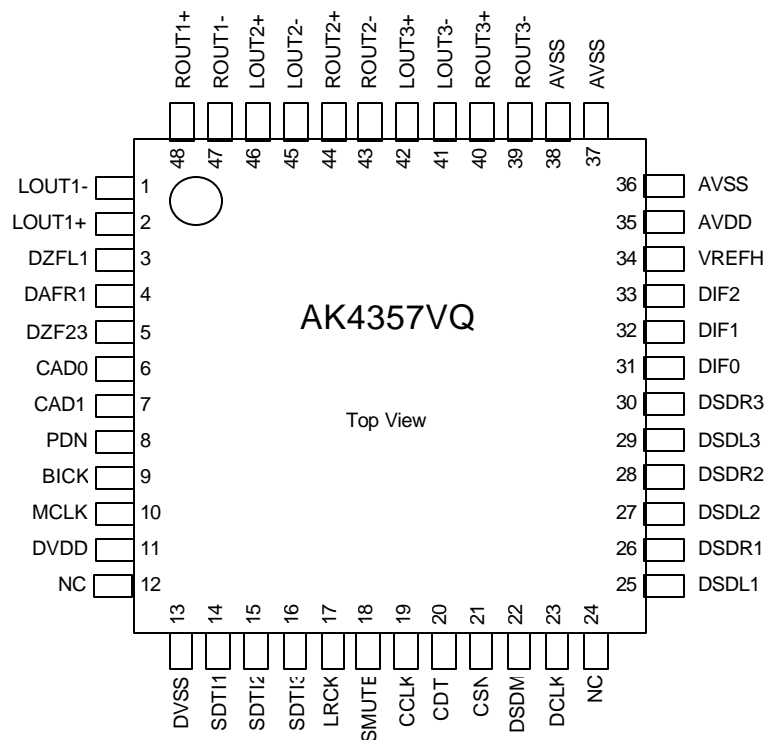 ROUT1+
ROUT1-
LOUT2+
LOUT2-
ROUT2+
ROUT2-
LOUT3+
LOUT3-
ROUT3+
ROUT3-
AVSS
AVSS
48
47
46
45
44
43
42
41
40
39
38
37
LOUT1- 1
LOUT1+ 2
DZFL1 3
DAFR1 4
DZF23 5
CAD0 6
CAD1 7
PDN 8
BICK 9
MCLK 10
DVDD 11
NC 12
AK4357VQ
Top View
36 AVSS
35 AVDD
34 VREFH
33 DIF2
32 DIF1
31 DIF0
30 DSDR3
29 DSDL3
28 DSDR2
27 DSDL2
26 DSDR1
25 DSDL1
13
14
15
16
17
18
19
20
21
22
23
24
DVSS
SDTI1
SDTI2
SDTI3
LRCK
SMUTE
CCLK
CDT
CSN
DSDM
DCLK
NC